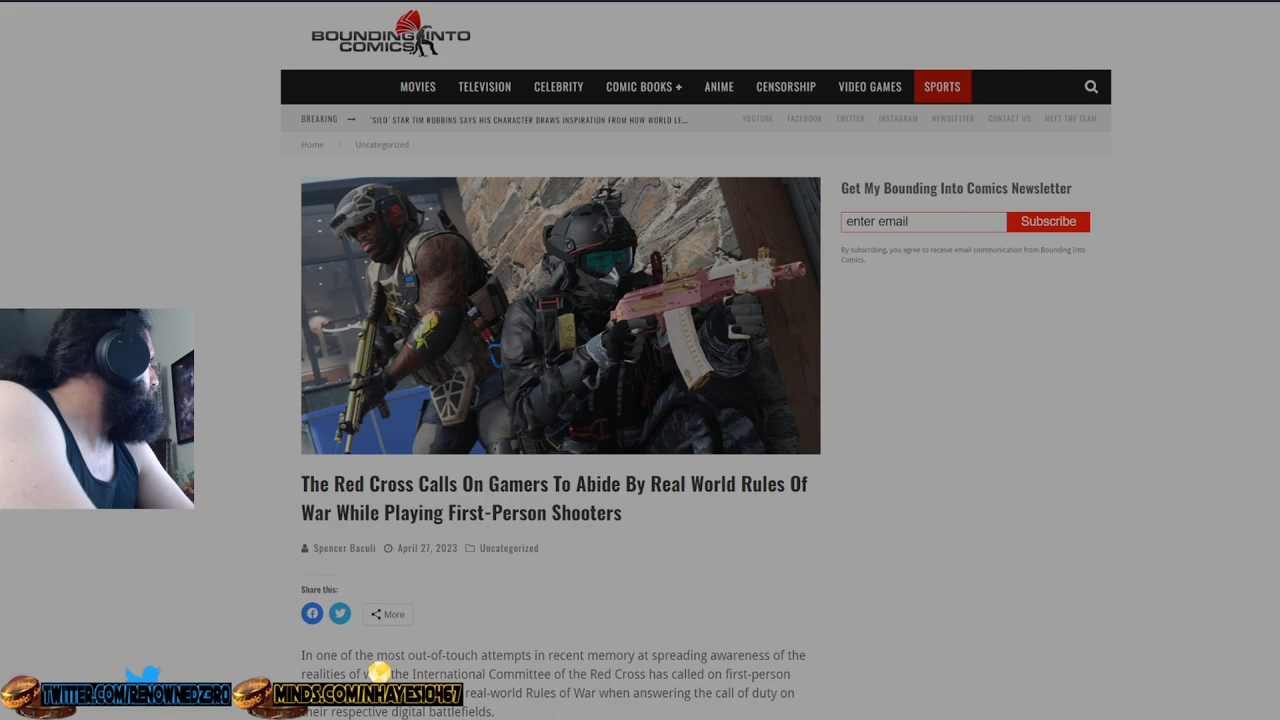 BOUNDING INTO
COMICS
MOVIES TELEVISION CELEBRITY COMIC BOOKS + ANIME CENSORSHIP VIDEO GAMES SPORTS
BREAKING → 'SILO' STAR TIM ROBBINS SAYS HIS CHARACTER DRAWS INSPIRATION FROM HOW WORLD LE... YOUTUBE FACEBOOK TWITTER INSTAGRAM NEWSLETTER CONTACT US MEET THE TEAM
Home > Uncategorized
Get My Bounding Into Comics Newsletter
enter email Subscribe
By subscribing, you agree to receive email communication from Bounding Into
Comics.
The Red Cross Calls On Gamers To Abide By Real World Rules Of
War While Playing First-Person Shooters
Spencer Baculi April 27, 2023 Uncategorized
Share this:
More
In one of the most out-of-touch attempts in recent memory at spreading awareness of the
realities of the International Committee of the Red Cross has called on first-person
real-world Rules of War when answering the call of duty on
their respective digital battlefields.
TWITTER.COM/RENOWNEDZ3R0 MINDS.COM/NHAYES10467